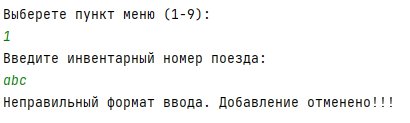 Выберете пункт меню (1-9):
1
Введите инвентарный номер поезда:
abc
Неправильный формат ввода. Добавление отменено!!!